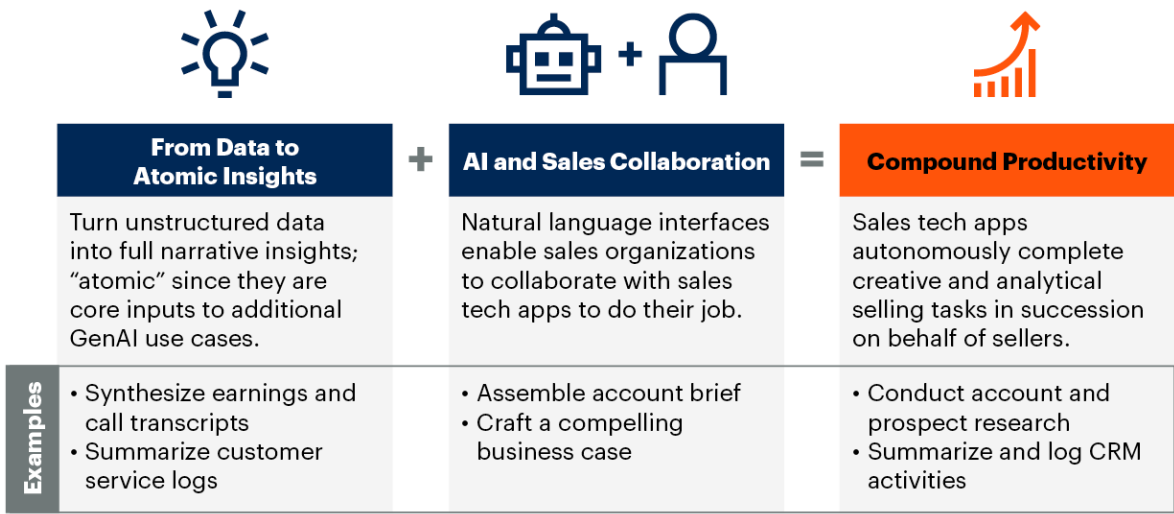 From Data to
Atomic Insights
+
AI and Sales Collaboration
=
Compound Productivity
Turn unstructured data
into full narrative insights;
“atomic” since they are
core inputs to additional
GenAI use cases.
Natural language interfaces
enable sales organizations
to collaborate with sales
tech apps to do their job.
Sales tech apps
autonomously complete
creative and analytical
selling tasks in succession
on behalf of sellers.
Examples
• Synthesize earnings and
call transcripts
• Summarize customer
service logs
• Assemble account brief
• Craft a compelling
business case
• Conduct account and
prospect research
• Summarize and log CRM
activities